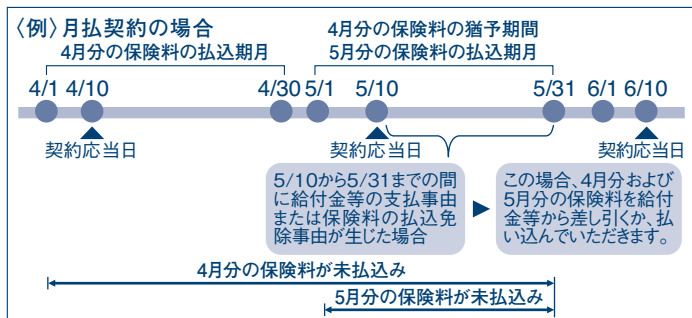 〈例〉月払契約の場合
4月分の保険料の払込期月
4月分の保険料の猶予期間
5月分の保険料の払込期月
4/1 4/10 4/30 5/1 5/10 5/31 6/1 6/10
契約応当日 契約応当日 契約応当日
5/10から5/31までの間
に給付金等の支払事由
または保険料の払込免
除事由が生じた場合
この場合、4月分および
5月分の保険料を給付
金等から差し引くか、払
い込んでいただきます。
4月分の保険料が未払込み
5月分の保険料が未払込み